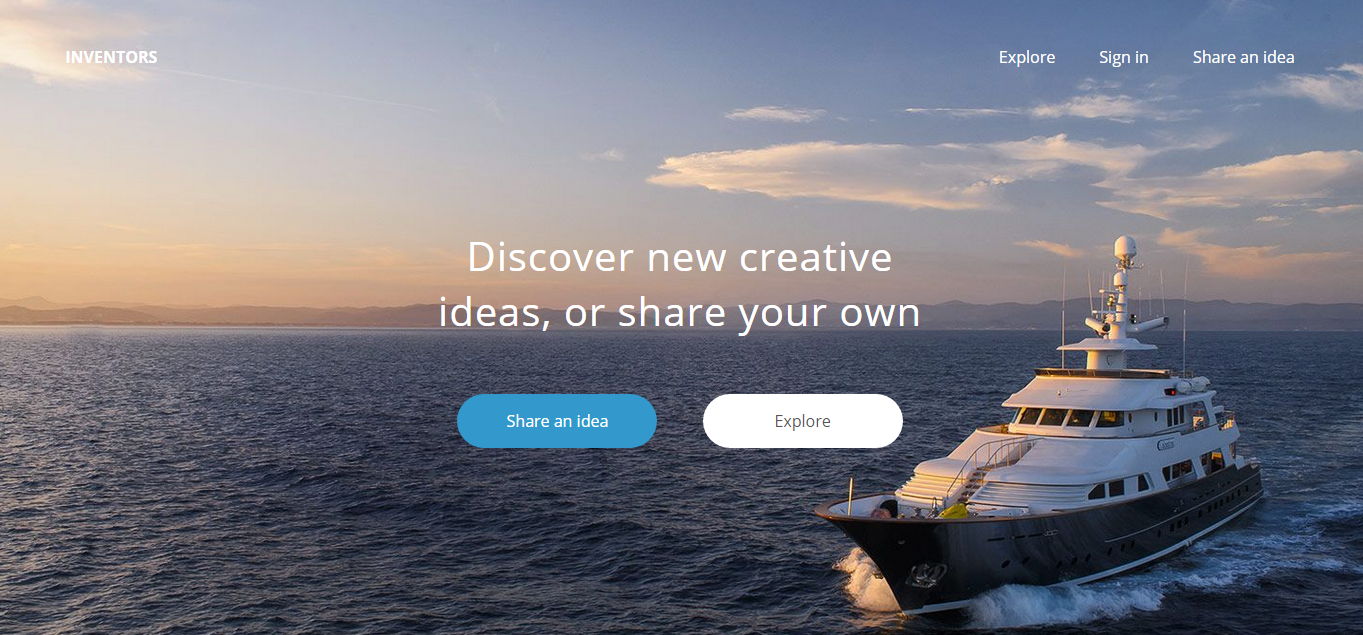 INVENTORS
Explore
Sign in
Share an idea
Discover new creative
ideas, or share your own
Share an idea
Explore